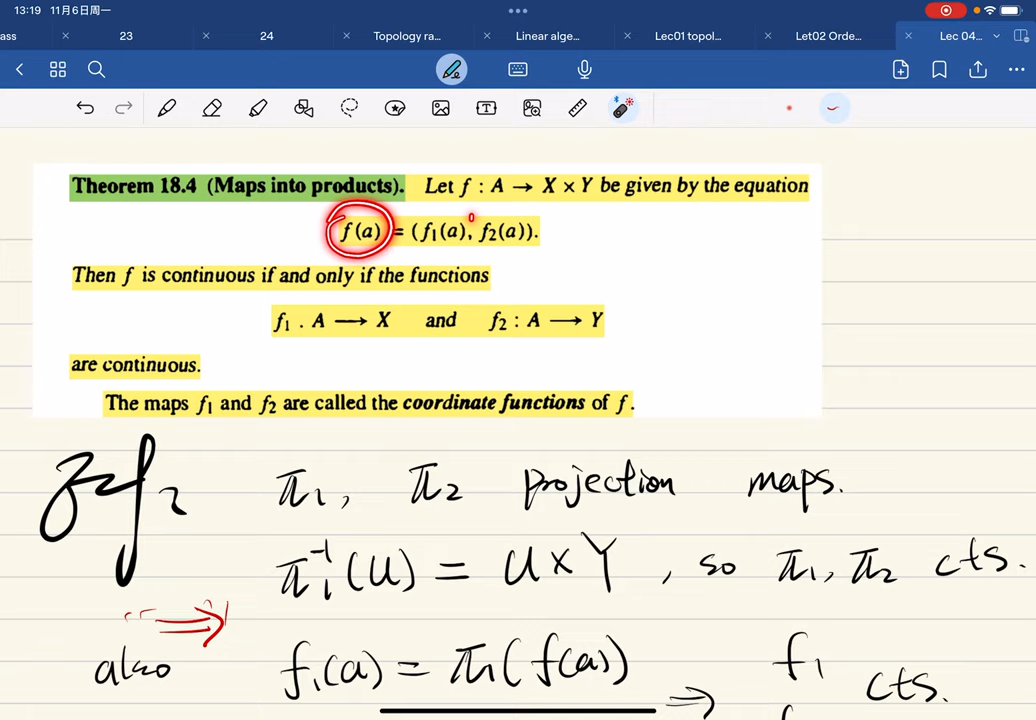 13:19 11月6日周一
ass 23 24 Topology ra... Linear alge... Lec01 topol... Let02 Orde... Lec 04...
Theorem 18.4 (Maps into products). Let f : A → X × Y be given by the equation
f(a) = (f₁(a), f₂(a)).
Then f is continuous if and only if the functions
f₁ . A ⟶ X and f₂ : A ⟶ Y
are continuous.
The maps f₁ and f₂ are called the coordinate functions of f.
π₁, π₂ projection maps.
π₁⁻¹(U) = U × Y, so π₁, π₂ cts.
"⇒"
also f₁(a) = π₁(f(a)) f₁
⇒ cts.